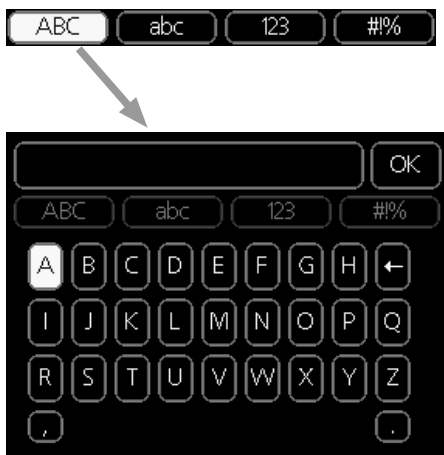 ABC abc 123 #!%
OK
ABC abc 123 #!%
A B C D E F G H ←
I J K L M N O P Q
R S T U V W X Y Z
, .